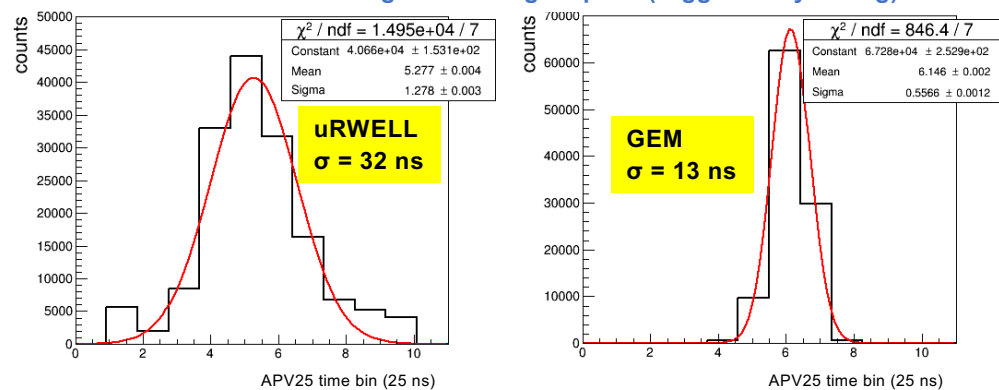 counts
50000
45000
40000
35000
30000
25000
20000
15000
10000
5000
0
0 2 4 6 8 10
APV25 time bin (25 ns)
χ² / ndf = 1.495e+04 / 7
Constant 4.066e+04 ± 1.531e+02
Mean 5.277 ± 0.004
Sigma 1.278 ± 0.003
uRWELL
σ = 32 ns
counts
70000
60000
50000
40000
30000
20000
10000
0
0 2 4 6 8 10
APV25 time bin (25 ns)
χ² / ndf = 846.4 / 7
Constant 6.728e+04 ± 2.529e+02
Mean 6.146 ± 0.002
Sigma 0.5566 ± 0.0012
GEM
σ = 13 ns